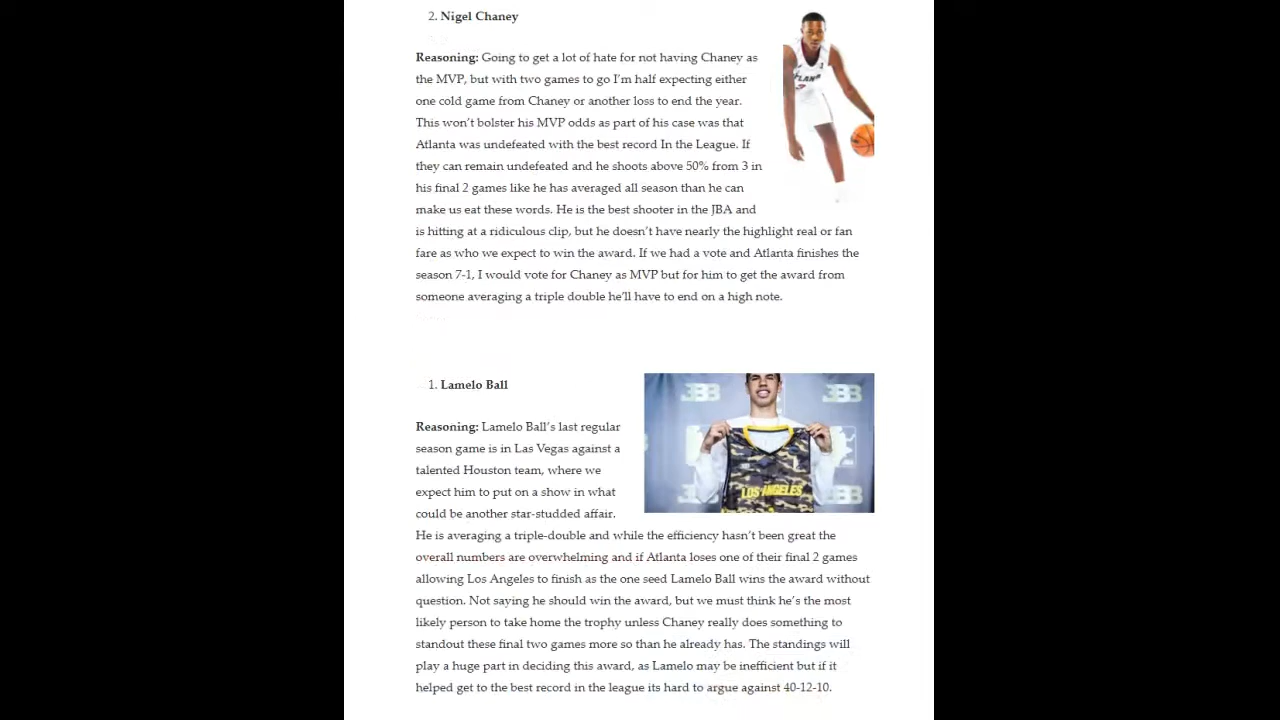 2. Nigel Chaney
Reasoning: Going to get a lot of hate for not having Chaney as
the MVP, but with two games to go I'm half expecting either
one cold game from Chaney or another loss to end the year.
This won't bolster his MVP odds as part of his case was that
Atlanta was undefeated with the best record In the League. If
they can remain undefeated and he shoots above 50% from 3 in
his final 2 games like he has averaged all season than he can
make us eat these words. He is the best shooter in the JBA and
is hitting at a ridiculous clip, but he doesn't have nearly the highlight real or fan
fare as who we expect to win the award. If we had a vote and Atlanta finishes the
season 7-1, I would vote for Chaney as MVP but for him to get the award from
someone averaging a triple double he'll have to end on a high note.
1. Lamelo Ball
Reasoning: Lamelo Ball's last regular
season game is in Las Vegas against a
talented Houston team, where we
expect him to put on a show in what
could be another star-studded affair.
He is averaging a triple-double and while the efficiency hasn't been great the
overall numbers are overwhelming and if Atlanta loses one of their final 2 games
allowing Los Angeles to finish as the one seed Lamelo Ball wins the award without
question. Not saying he should win the award, but we must think he's the most
likely person to take home the trophy unless Chaney really does something to
standout these final two games more so than he already has. The standings will
play a huge part in deciding this award, as Lamelo may be inefficient but if it
helped get to the best record in the league its hard to argue against 40-12-10.
BBB
BBB
LOS ANGELES